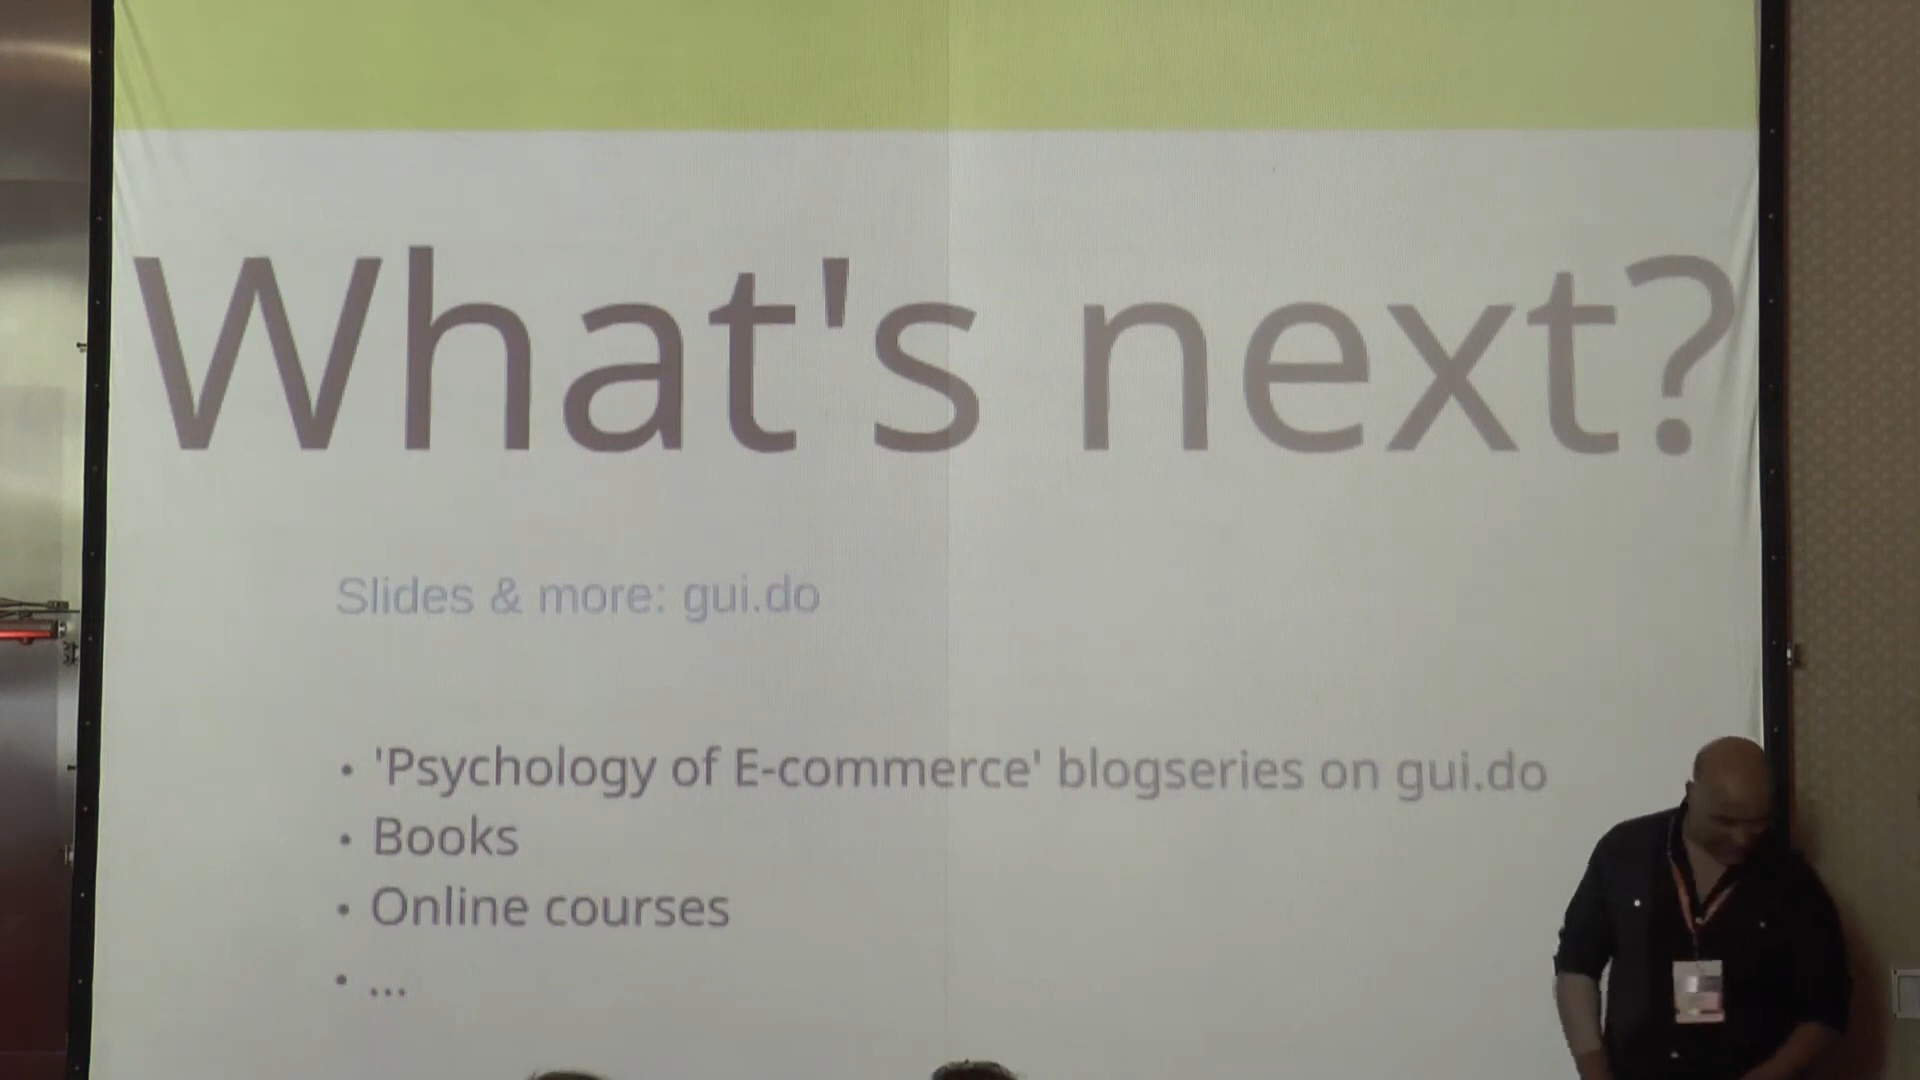 What's next?
Slides & more: gui.do
• 'Psychology of E-commerce' blogseries on gui.do
• Books
• Online courses
• ...